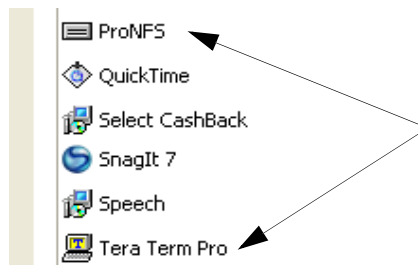 ProNFS
QuickTime
Select CashBack
SnagIt 7
Speech
Tera Term Pro